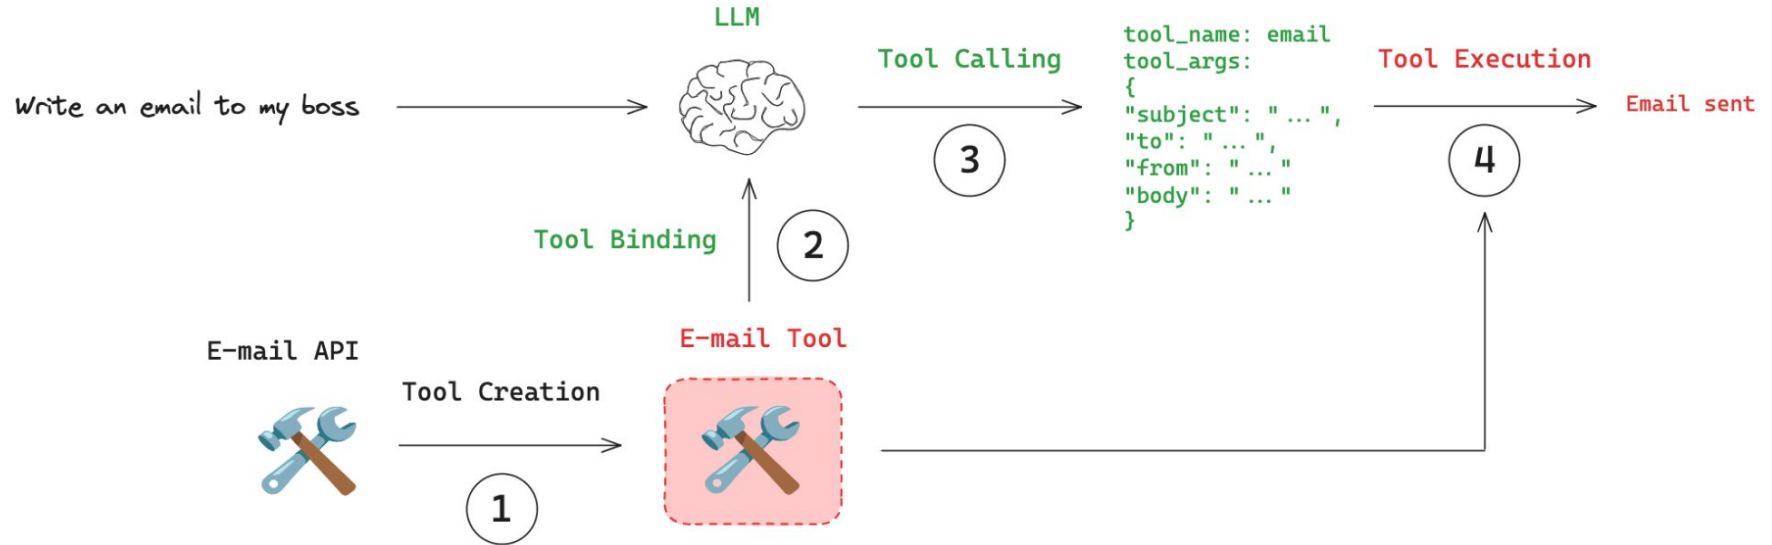 LLM
Write an email to my boss
Tool Calling
3
tool_name: email
tool_args:
{
"subject": "...",
"to": "...",
"from": "..."
"body": "..."
}
Tool Execution
4
Email sent
Tool Binding
2
E-mail API
Tool Creation
1
E-mail Tool